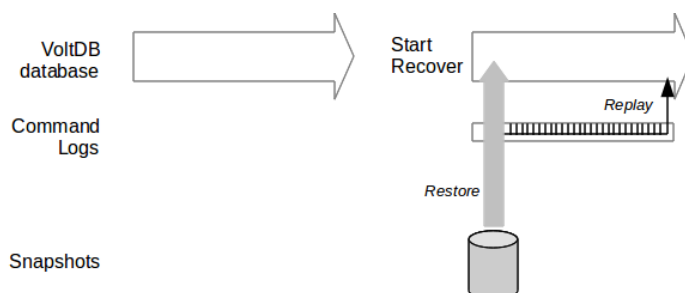 VoltDB
database
Start
Recover
Replay
Command
Logs
Restore
Snapshots